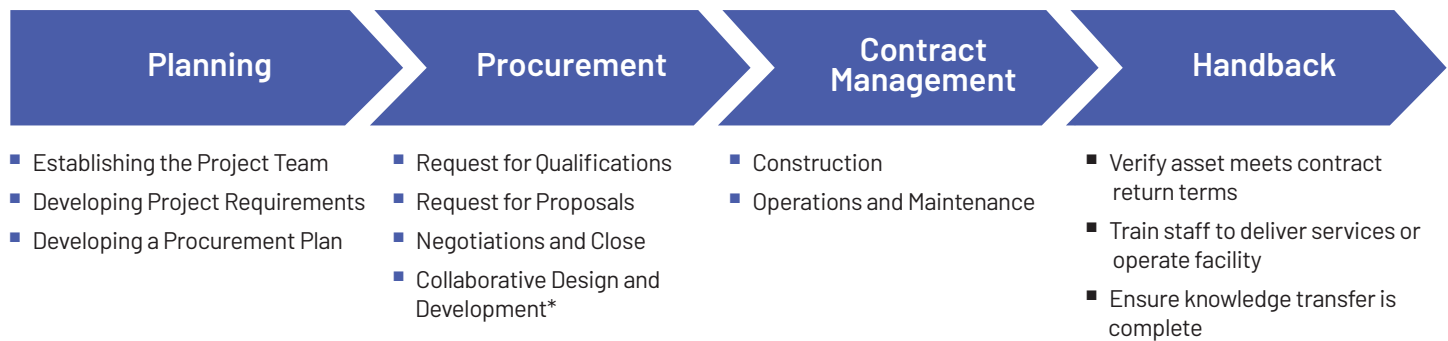 Planning
Procurement
Contract
Management
Handback
■ Establishing the Project Team
■ Developing Project Requirements
■ Developing a Procurement Plan
■ Request for Qualifications
■ Request for Proposals
■ Negotiations and Close
■ Collaborative Design and
Development*
■ Construction
■ Operations and Maintenance
■ Verify asset meets contract
return terms
■ Train staff to deliver services or
operate facility
■ Ensure knowledge transfer is
complete